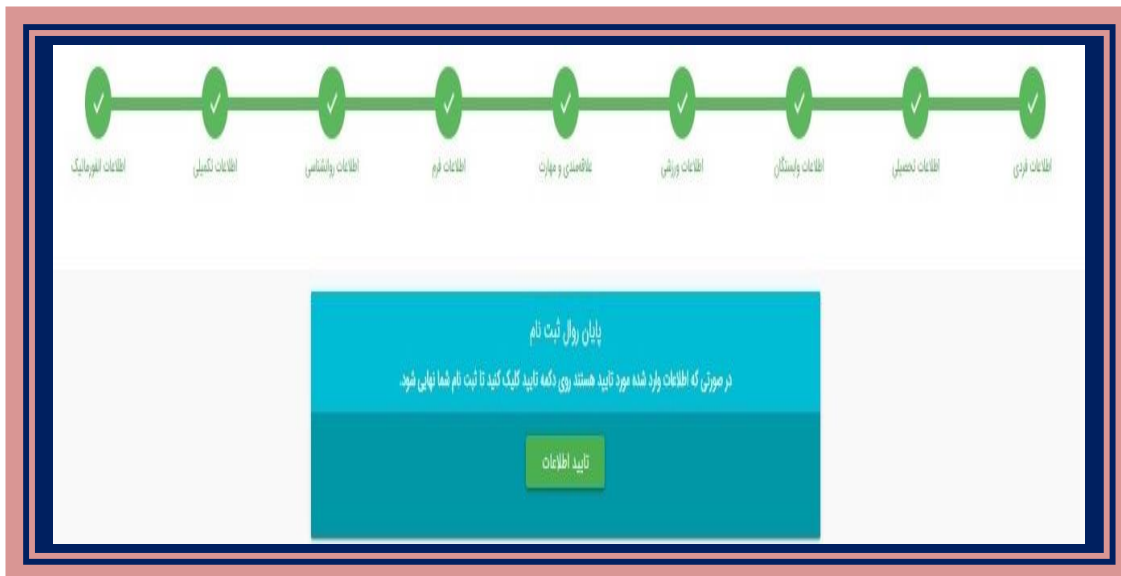 اطلاعات فردی
اطلاعات تحصیلی
اطلاعات وابستگان
اطلاعات ورزشی
علاقه‌مندی و مهارت
اطلاعات فرم
اطلاعات روانشناسی
اطلاعات تکمیلی
اطلاعات انفورماتیک
پایان روال ثبت نام
در صورتی که اطلاعات وارد شده مورد تایید هستند روی دکمه تایید کلیک کنید تا ثبت نام شما نهایی شود.
تایید اطلاعات